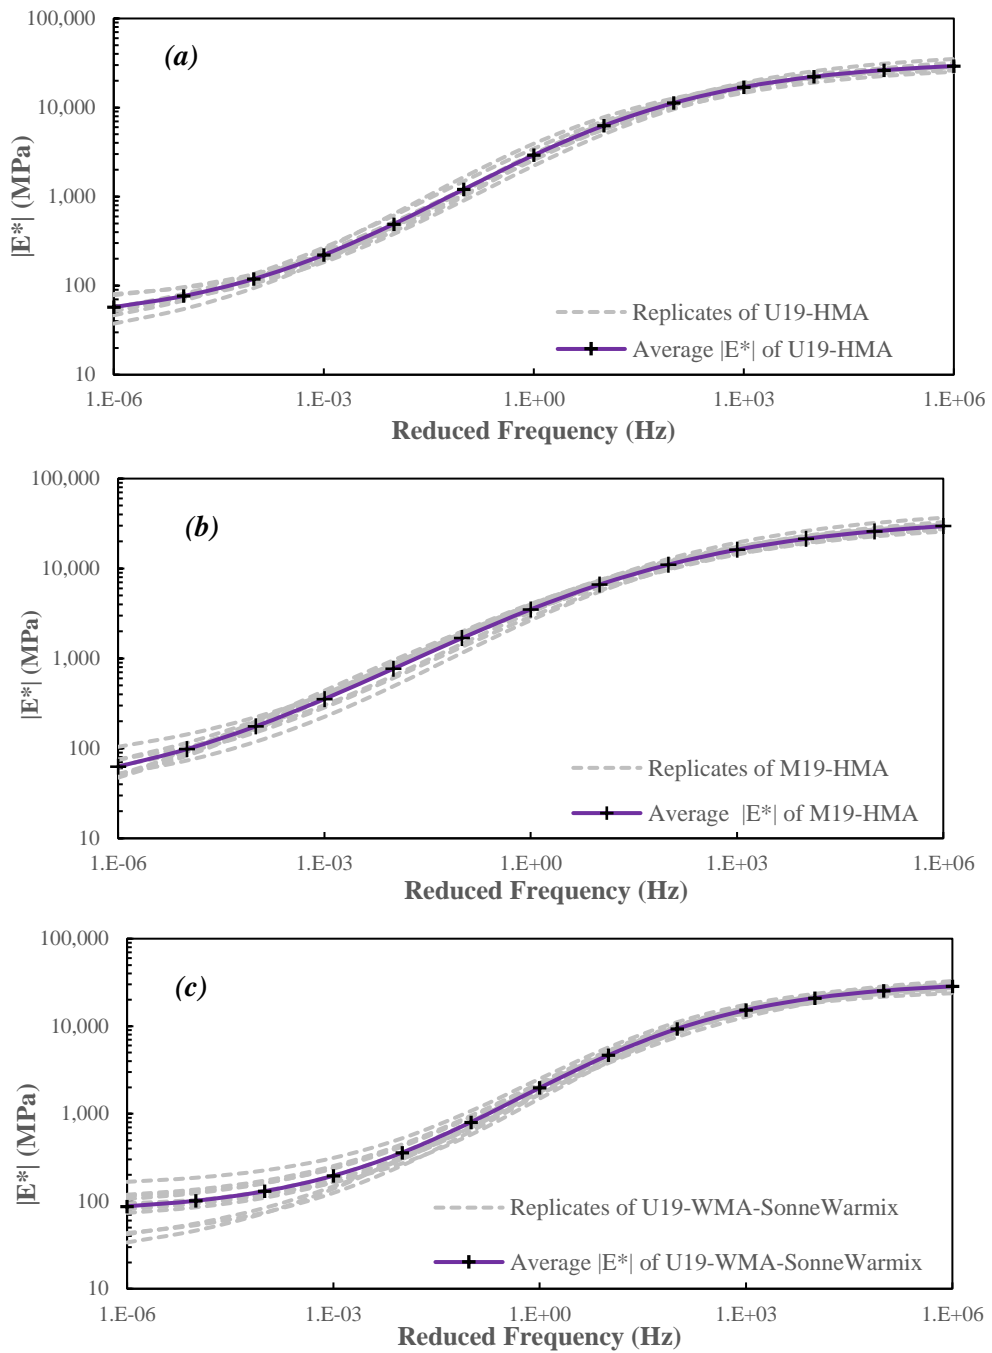 100,000
(a)
10,000
1,000
100
10
|E*| (MPa)
Replicates of U19-HMA
Average |E*| of U19-HMA
1.E-06 1.E-03 1.E+00 1.E+03 1.E+06
Reduced Frequency (Hz)
100,000
(b)
10,000
1,000
100
10
|E*| (MPa)
Replicates of M19-HMA
Average |E*| of M19-HMA
1.E-06 1.E-03 1.E+00 1.E+03 1.E+06
Reduced Frequency (Hz)
100,000
(c)
10,000
1,000
100
10
|E*| (MPa)
Replicates of U19-WMA-SonneWarmix
Average |E*| of U19-WMA-SonneWarmix
1.E-06 1.E-03 1.E+00 1.E+03 1.E+06
Reduced Frequency (Hz)